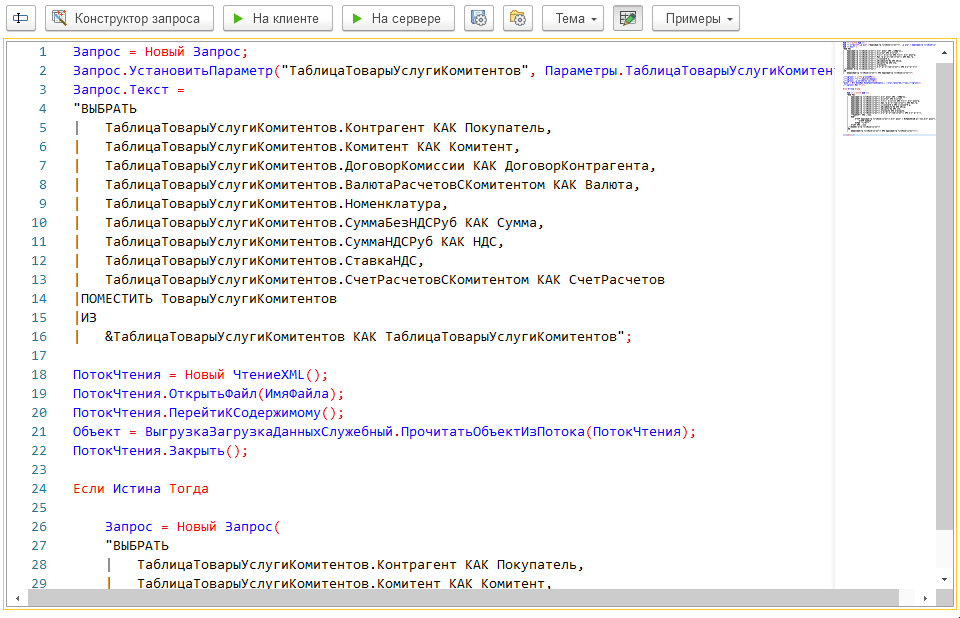 Конструктор запроса На клиенте На сервере Тема Примеры
1 Запрос = Новый Запрос;
2 Запрос.УстановитьПараметр("ТаблицаТоварыУслугиКомитентов", Параметры.ТаблицаТоварыУслугиКомитен
3 Запрос.Текст =
4 "ВЫБРАТЬ
5 | ТаблицаТоварыУслугиКомитентов.Контрагент КАК Покупатель,
6 | ТаблицаТоварыУслугиКомитентов.Комитент КАК Комитент,
7 | ТаблицаТоварыУслугиКомитентов.ДоговорКомиссии КАК ДоговорКонтрагента,
8 | ТаблицаТоварыУслугиКомитентов.ВалютаРасчетовСКомитентом КАК Валюта,
9 | ТаблицаТоварыУслугиКомитентов.Номенклатура,
10 | ТаблицаТоварыУслугиКомитентов.СуммаБезНДСРуб КАК Сумма,
11 | ТаблицаТоварыУслугиКомитентов.СуммаНДСРуб КАК НДС,
12 | ТаблицаТоварыУслугиКомитентов.СтавкаНДС,
13 | ТаблицаТоварыУслугиКомитентов.СчетРасчетовСКомитентом КАК СчетРасчетов
14 |ПОМЕСТИТЬ ТоварыУслугиКомитентов
15 |ИЗ
16 | &ТаблицаТоварыУслугиКомитентов КАК ТаблицаТоварыУслугиКомитентов";
17
18 ПотокЧтения = Новый ЧтениеXML();
19 ПотокЧтения.ОткрытьФайл(ИмяФайла);
20 ПотокЧтения.ПерейтиКСодержимому();
21 Объект = ВыгрузкаЗагрузкаДанныхСлужебный.ПрочитатьОбъектИзПотока(ПотокЧтения);
22 ПотокЧтения.Закрыть();
23
24 Если Истина Тогда
25
26 Запрос = Новый Запрос(
27 "ВЫБРАТЬ
28 | ТаблицаТоварыУслугиКомитентов.Контрагент КАК Покупатель,
29 | ТаблицаТоварыУслугиКомитентов.Комитент КАК Комитент,